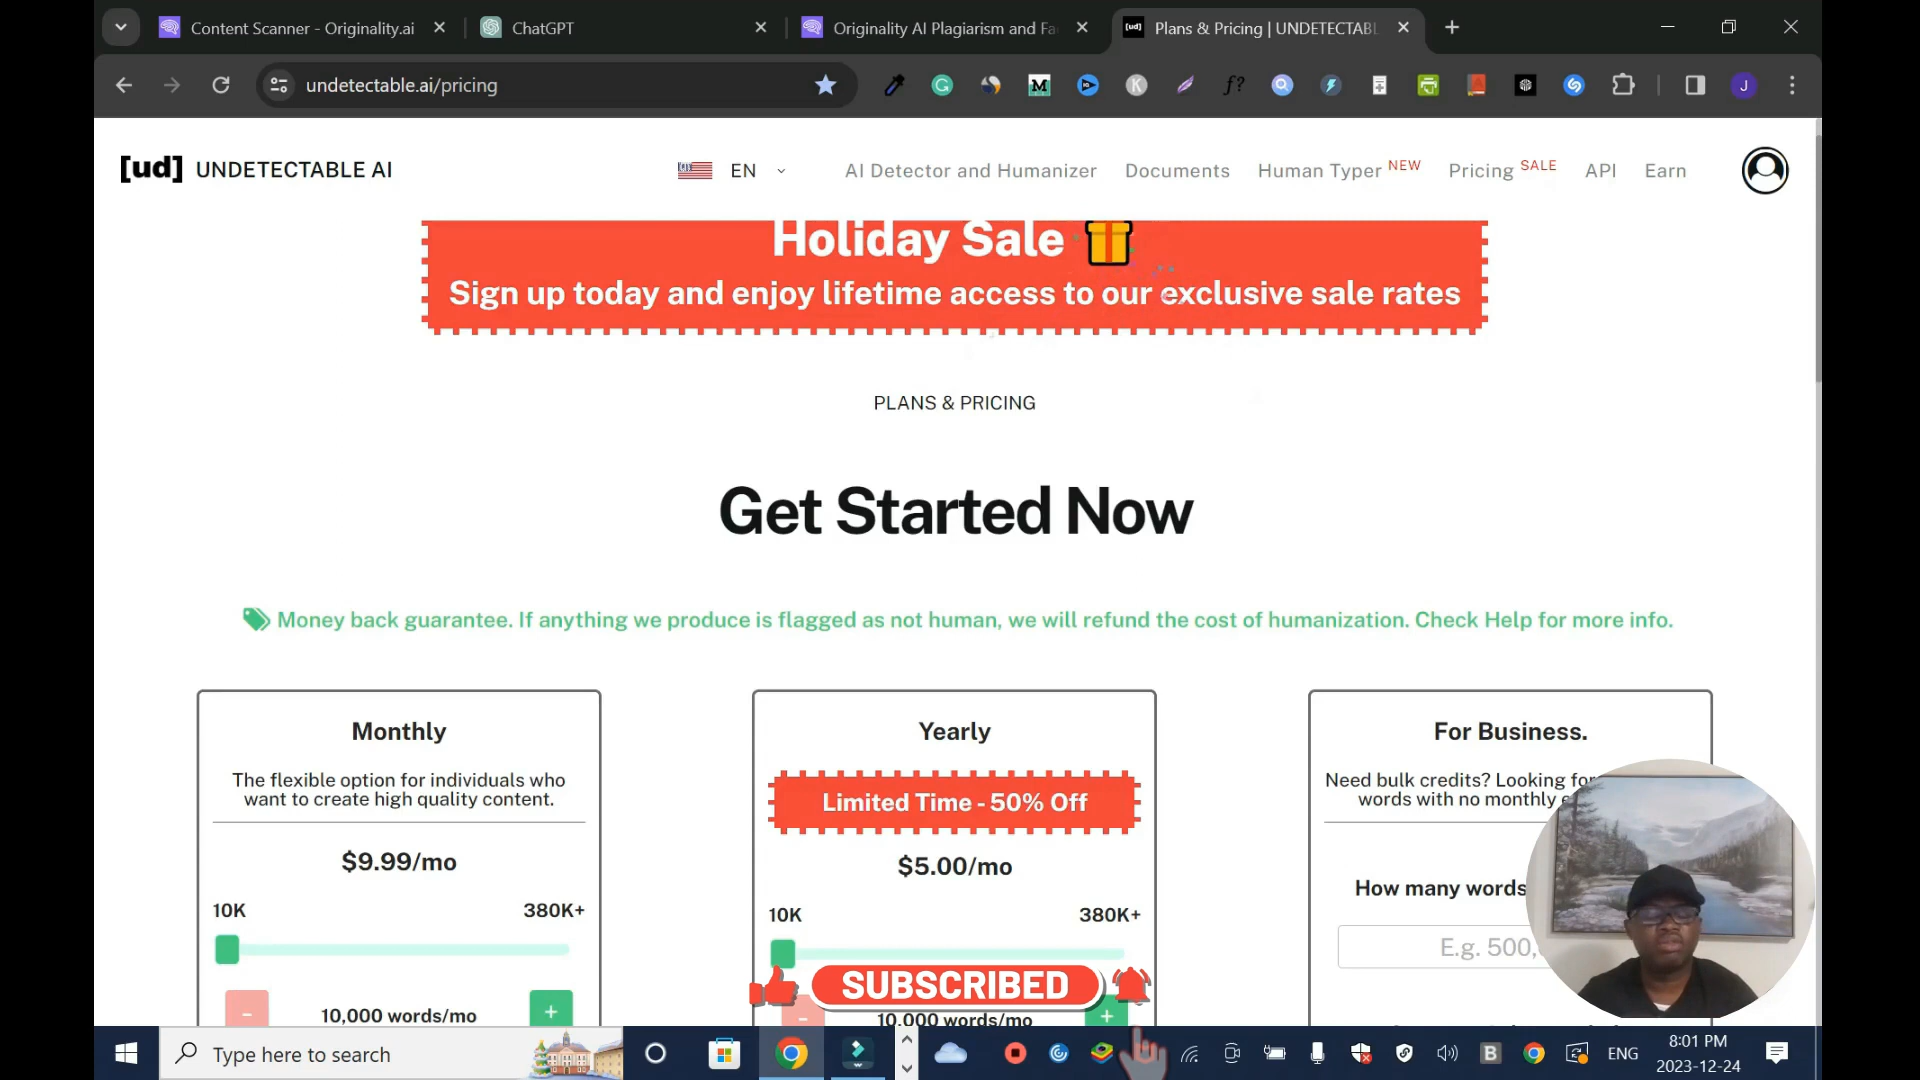 Content Scanner - Originality.ai
ChatGPT
Originality AI Plagiarism and Fa
Plans & Pricing | UNDETECTABL
undetectable.ai/pricing
[ud] UNDETECTABLE AI
EN
AI Detector and Humanizer
Documents
Human Typer NEW
Pricing SALE
API
Earn
Holiday Sale
Sign up today and enjoy lifetime access to our exclusive sale rates
PLANS & PRICING
Get Started Now
Money back guarantee. If anything we produce is flagged as not human, we will refund the cost of humanization. Check Help for more info.
Monthly
The flexible option for individuals who
want to create high quality content.
$9.99/mo
10K
380K+
-
10,000 words/mo
+
Yearly
Limited Time - 50% Off
$5.00/mo
10K
380K+
SUBSCRIBED
-
10,000 words/mo
+
For Business.
Need bulk credits? Looking for
words with no monthly
How many words
E.g. 500,
Type here to search
ENG
8:01 PM
2023-12-24